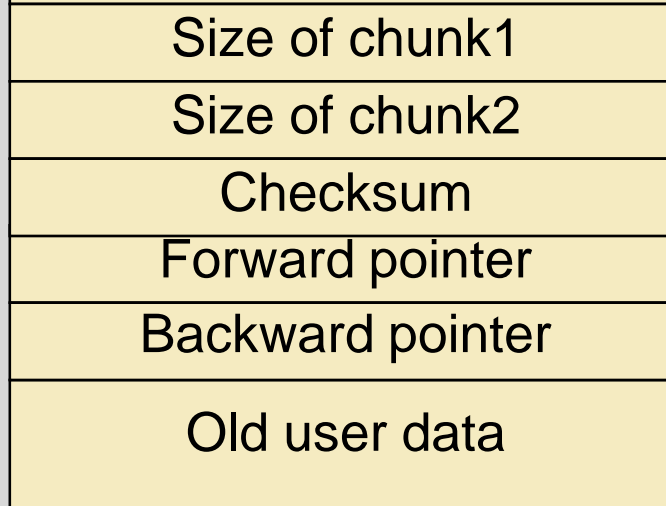 Size of chunk1
Size of chunk2
Checksum
Forward pointer
Backward pointer
Old user data